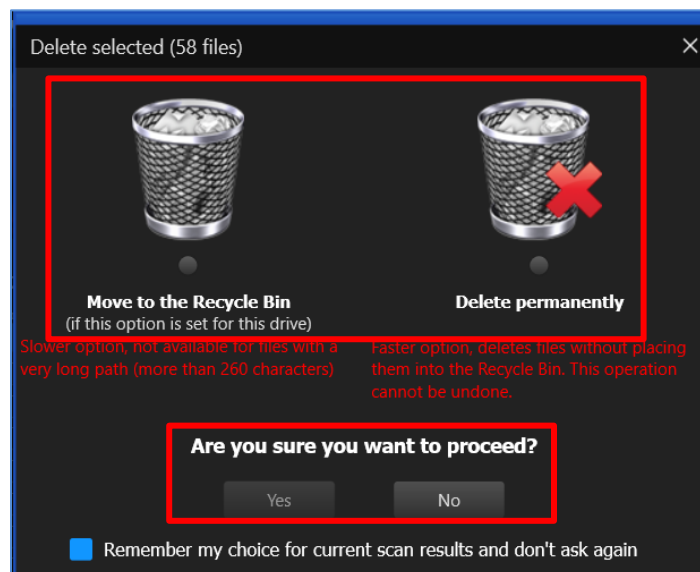 Delete selected (58 files)
Move to the Recycle Bin
(if this option is set for this drive)
Slower option, not available for files with a
very long path (more than 260 characters)
Delete permanently
Faster option, deletes files without placing
them into the Recycle Bin. This operation
cannot be undone.
Are you sure you want to proceed?
Yes
No
Remember my choice for current scan results and don't ask again